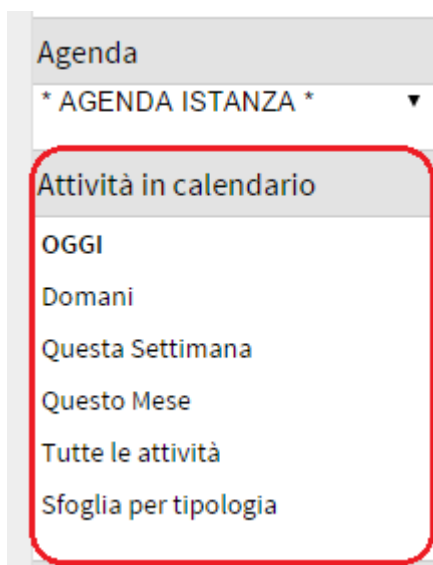 Agenda
* AGENDA ISTANZA *
Attività in calendario
OGGI
Domani
Questa Settimana
Questo Mese
Tutte le attività
Sfoglia per tipologia